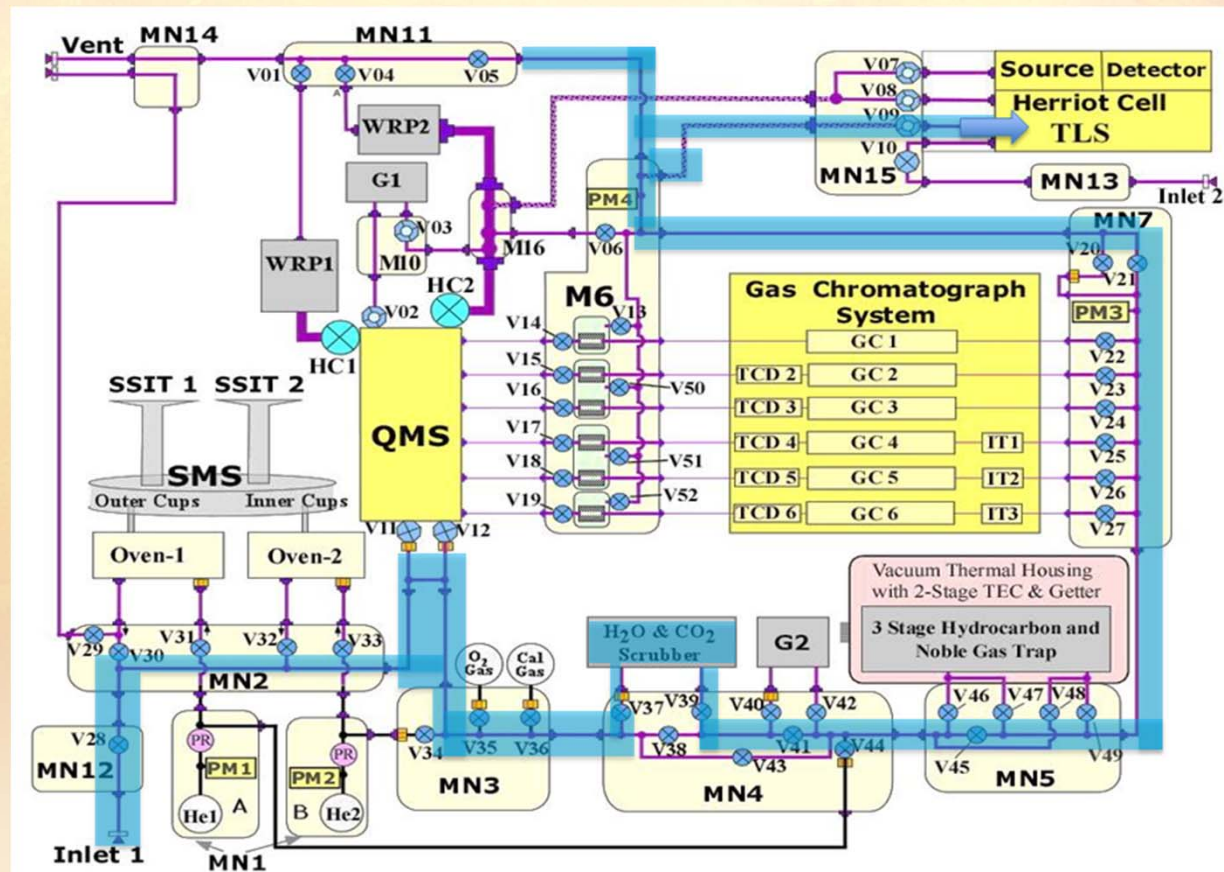 Vent
MN14
MN11
V01
V04
V05
A
WRP2
G1
V03
M10
M16
WRP1
HC2
HC1
V02
PM4
V06
M6
V07
V08
V09
V10
MN15
Source
Detector
Herriot Cell
TLS
MN13
Inlet 2
MN7
V20
V21
PM3
V22
V23
V24
V25
V26
V27
Gas Chromatograph
System
GC 1
TCD 2
GC 2
TCD 3
GC 3
TCD 4
GC 4
IT1
TCD 5
GC 5
IT2
TCD 6
GC 6
IT3
V13
V14
V15
V50
V16
V17
V51
V18
V52
V19
QMS
V11
V12
SSIT 1
SSIT 2
SMS
Outer Cups
Inner Cups
Oven-1
Oven-2
V29
V30
V31
V32
V33
MN2
V28
MN12
Inlet 1
PR
PM1
He1
A
PR
PM2
He2
B
MN1
O2
Gas
Cal
Gas
V34
V35
V36
MN3
H2O & CO2
Scrubber
G2
V37
V39
V40
V42
V38
V41
V43
V44
MN4
Vacuum Thermal Housing
with 2-Stage TEC & Getter
3 Stage Hydrocarbon and
Noble Gas Trap
V46
V47
V48
V45
V49
MN5